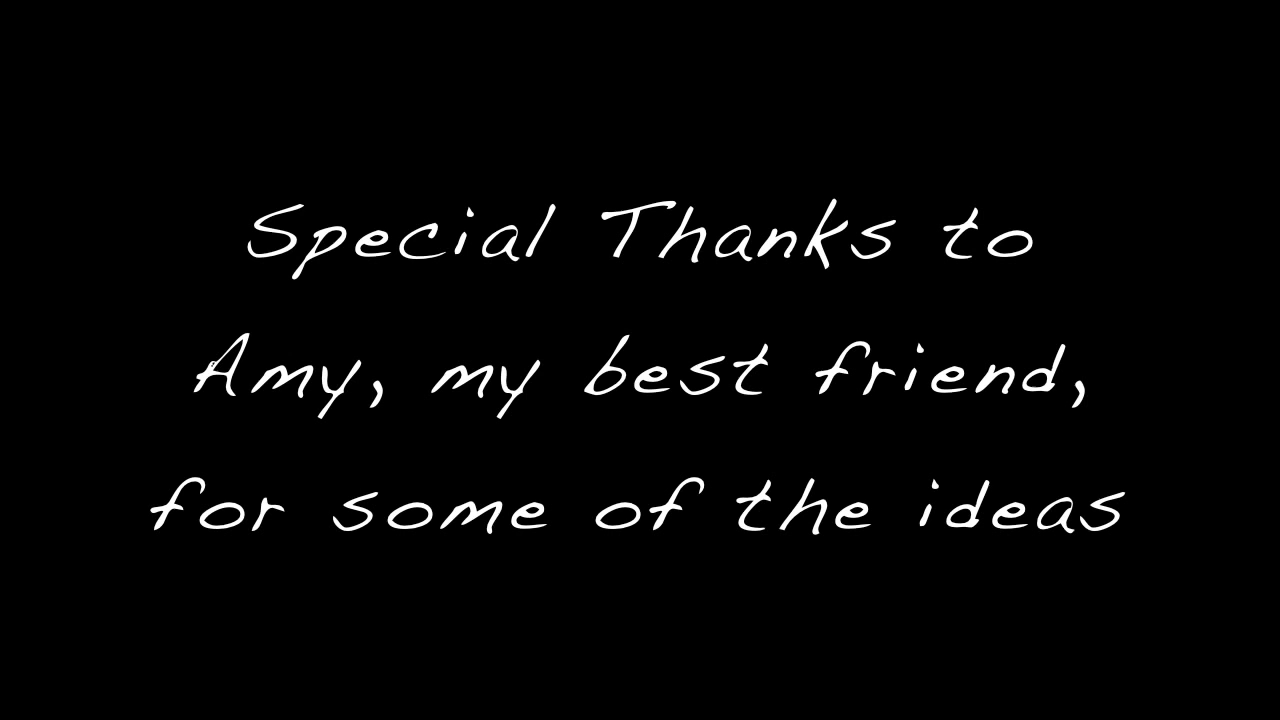 Special Thanks to
Amy, my best friend,
for some of the ideas